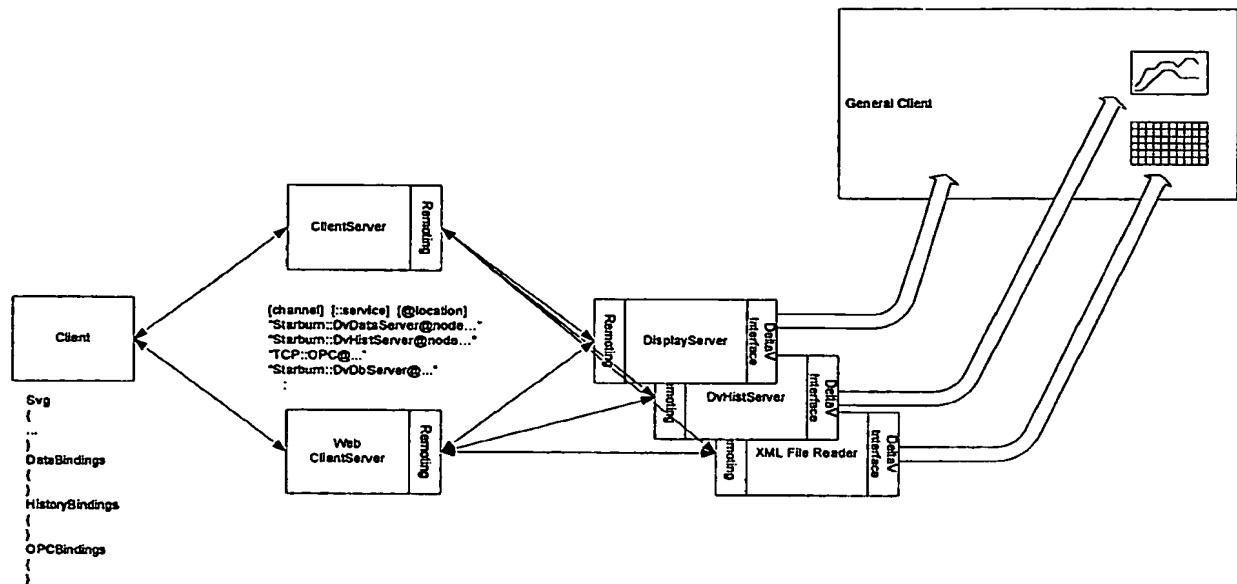 General Client
ClientServer
Remoting
Client
{channel} [::service] [@location]
"Starburn::DvDataServer@node..."
"Starburn::DvHistServer@node..."
"TCP::OPC@..."
"Starburn::DvDbServer@..."
:
Remoting
DisplayServer
DeltaV
Interface
Remoting
DvHistServer
DeltaV
Interface
Remoting
XML File Reader
DeltaV
Interface
Web
ClientServer
Remoting
Svg
{
...
}
DataBindings
{
}
HistoryBindings
{
}
OPCBindings
{
}